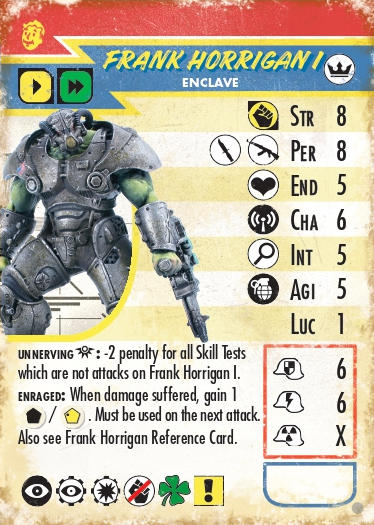 FRANK HORRIGAN I
ENCLAVE
STR 8
PER 8
END 5
CHA 6
INT 5
AGI 5
LUC 1
UNNERVING : -2 penalty for all Skill Tests
which are not attacks on Frank Horrigan I.
ENRAGED: When damage suffered, gain 1
/ . Must be used on the next attack.
Also see Frank Horrigan Reference Card.
6
6
X
!